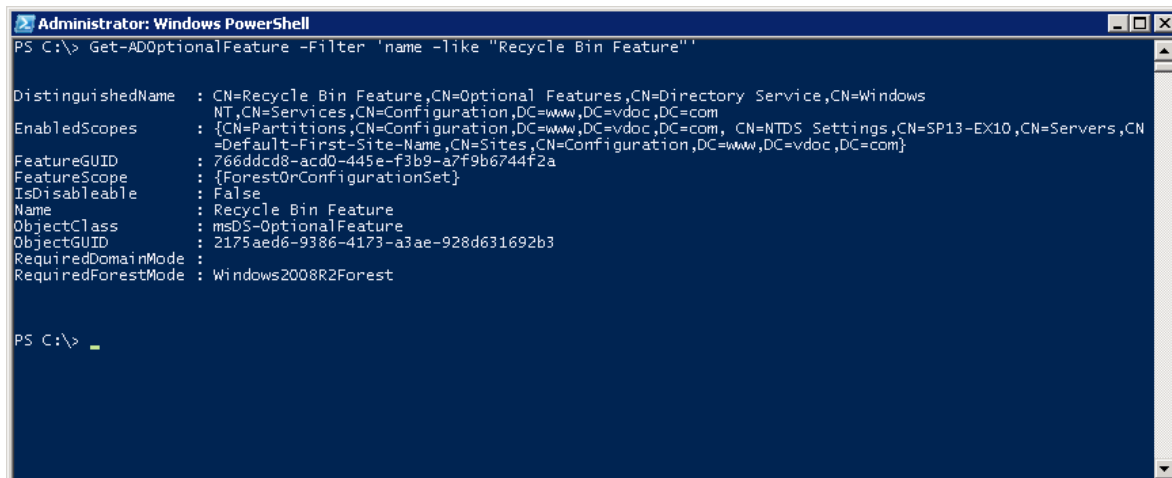 Administrator: Windows PowerShell
PS C:\> Get-ADOptionalFeature -Filter 'name -like "Recycle Bin Feature"'
DistinguishedName  : CN=Recycle Bin Feature,CN=Optional Features,CN=Directory Service,CN=Windows
NT,CN=Services,CN=Configuration,DC=www,DC=vdoc,DC=com
EnabledScopes      : {CN=Partitions,CN=Configuration,DC=www,DC=vdoc,DC=com, CN=NTDS Settings,CN=SP13-EX10,CN=Servers,CN
=Default-First-Site-Name,CN=Sites,CN=Configuration,DC=www,DC=vdoc,DC=com}
FeatureGUID        : 766ddcd8-acd0-445e-f3b9-a7f9b6744f2a
FeatureScope       : {ForestOrConfigurationSet}
IsDisableable      : False
Name               : Recycle Bin Feature
ObjectClass        : msDS-OptionalFeature
ObjectGUID         : 2175aed6-9386-4173-a3ae-928d631692b3
RequiredDomainMode :
RequiredForestMode : Windows2008R2Forest
PS C:\> _